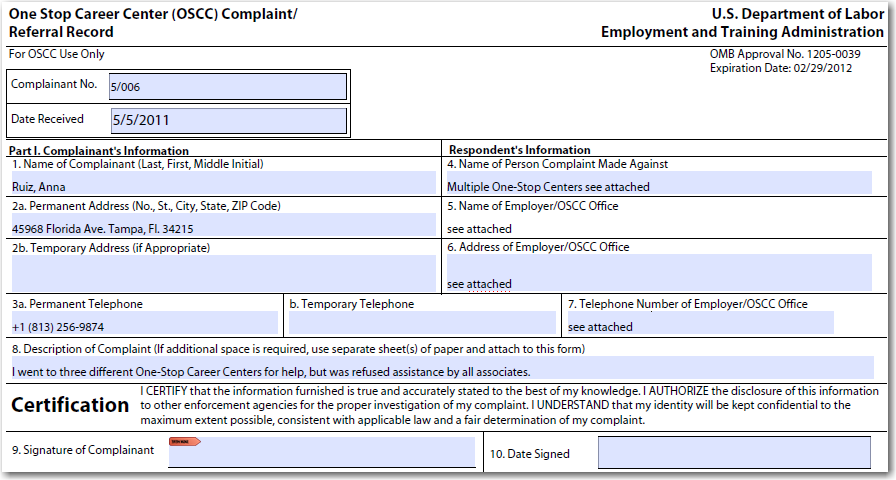 One Stop Career Center (OSCC) Complaint/
Referral Record
U.S. Department of Labor
Employment and Training Administration
For OSCC Use Only
OMB Approval No. 1205-0039
Expiration Date: 02/29/2012
Complainant No. 5/006
Date Received 5/5/2011
Part I. Complainant's Information
Respondent's Information
1. Name of Complainant (Last, First, Middle Initial)
Ruiz, Anna
4. Name of Person Complaint Made Against
Multiple One-Stop Centers see attached
2a. Permanent Address (No., St., City, State, ZIP Code)
45968 Florida Ave. Tampa, Fl. 34215
5. Name of Employer/OSCC Office
see attached
2b. Temporary Address (if Appropriate)
6. Address of Employer/OSCC Office
see attached
3a. Permanent Telephone
+1 (813) 256-9874
b. Temporary Telephone
7. Telephone Number of Employer/OSCC Office
see attached
8. Description of Complaint (If additional space is required, use separate sheet(s) of paper and attach to this form)
I went to three different One-Stop Career Centers for help, but was refused assistance by all associates.
Certification
I CERTIFY that the information furnished is true and accurately stated to the best of my knowledge. I AUTHORIZE the disclosure of this information
to other enforcement agencies for the proper investigation of my complaint. I UNDERSTAND that my identity will be kept confidential to the
maximum extent possible, consistent with applicable law and a fair determination of my complaint.
9. Signature of Complainant
10. Date Signed